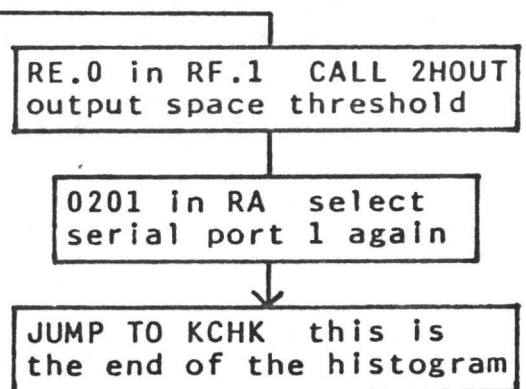 RE.0 in RF.1 CALL 2HOUT
output space threshold
0201 in RA select
serial port 1 again
JUMP TO KCHK this is
the end of the histogram